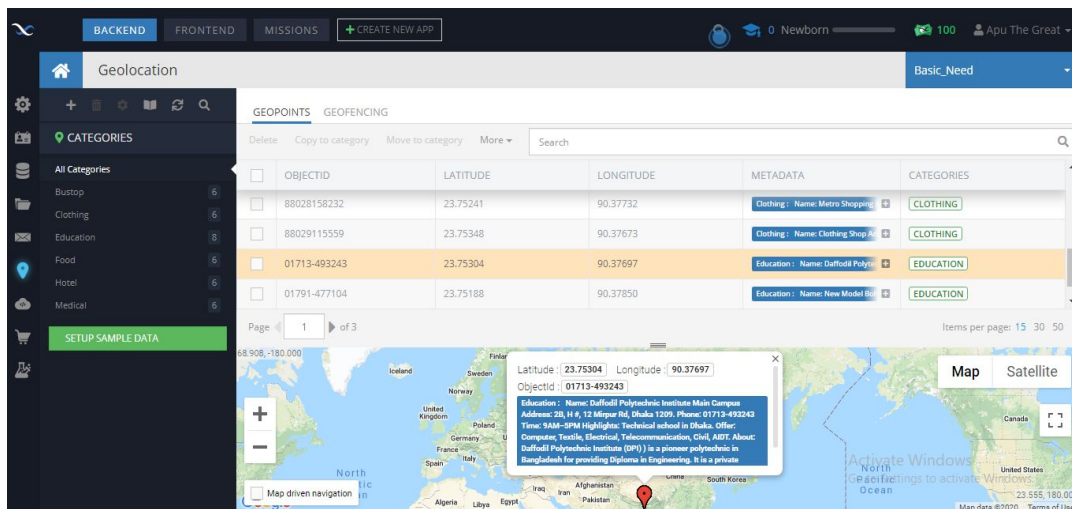 BACKEND FRONTEND MISSIONS + CREATE NEW APP 0 Newborn 100 Apu The Great
Geolocation Basic_Need
GEOPOINTS GEOFENCING
CATEGORIES
Delete Copy to category Move to category More Search
All Categories
Bustop 6
Clothing 6
Education 8
Food 6
Hotel 6
Medical 6
SETUP SAMPLE DATA
OBJECTID LATITUDE LONGITUDE METADATA CATEGORIES
88028158232 23.75241 90.37732 Clothing : Name: Metro Shopping CLOTHING
88029115559 23.75348 90.37673 Clothing : Name: Clothing Shop CLOTHING
01713-493243 23.75304 90.37697 Education : Name: Daffodil EDUCATION
01791-477104 23.75188 90.37850 Education : Name: New Model EDUCATION
Page 1 of 3 Items per page: 15 30 50
68.908, -180.000
Latitude : 23.75304 Longitude : 90.37697
ObjectId : 01713-493243
Education : Name: Daffodil Polytechnic Institute Main Campus
Address: 2B, H #, 12 Mirpur Rd, Dhaka 1209. Phone: 01713-493243
Time: 9AM–5PM Highlights: Technical school in Dhaka. Offer:
Computer, Textile, Electrical, Telecommunication, Civil, AIDT. About:
Daffodil Polytechnic Institute (DPI) ) is a pioneer polytechnic in
Bangladesh for providing Diploma in Engineering. It is a private
Map Satellite
Iceland
Sweden
Norway
United
Kingdom
Poland
Germany
France
Italy
Spain
Algeria
Libya
Egypt
Iraq
Iran
Afghanistan
Pakistan
China
South Korea
Canada
United States
North
North
Pacific
Ocean
Map driven navigation
Activate Windows
to activate Windows.
23.555, 180.00
Map data ©2020 Terms of Use